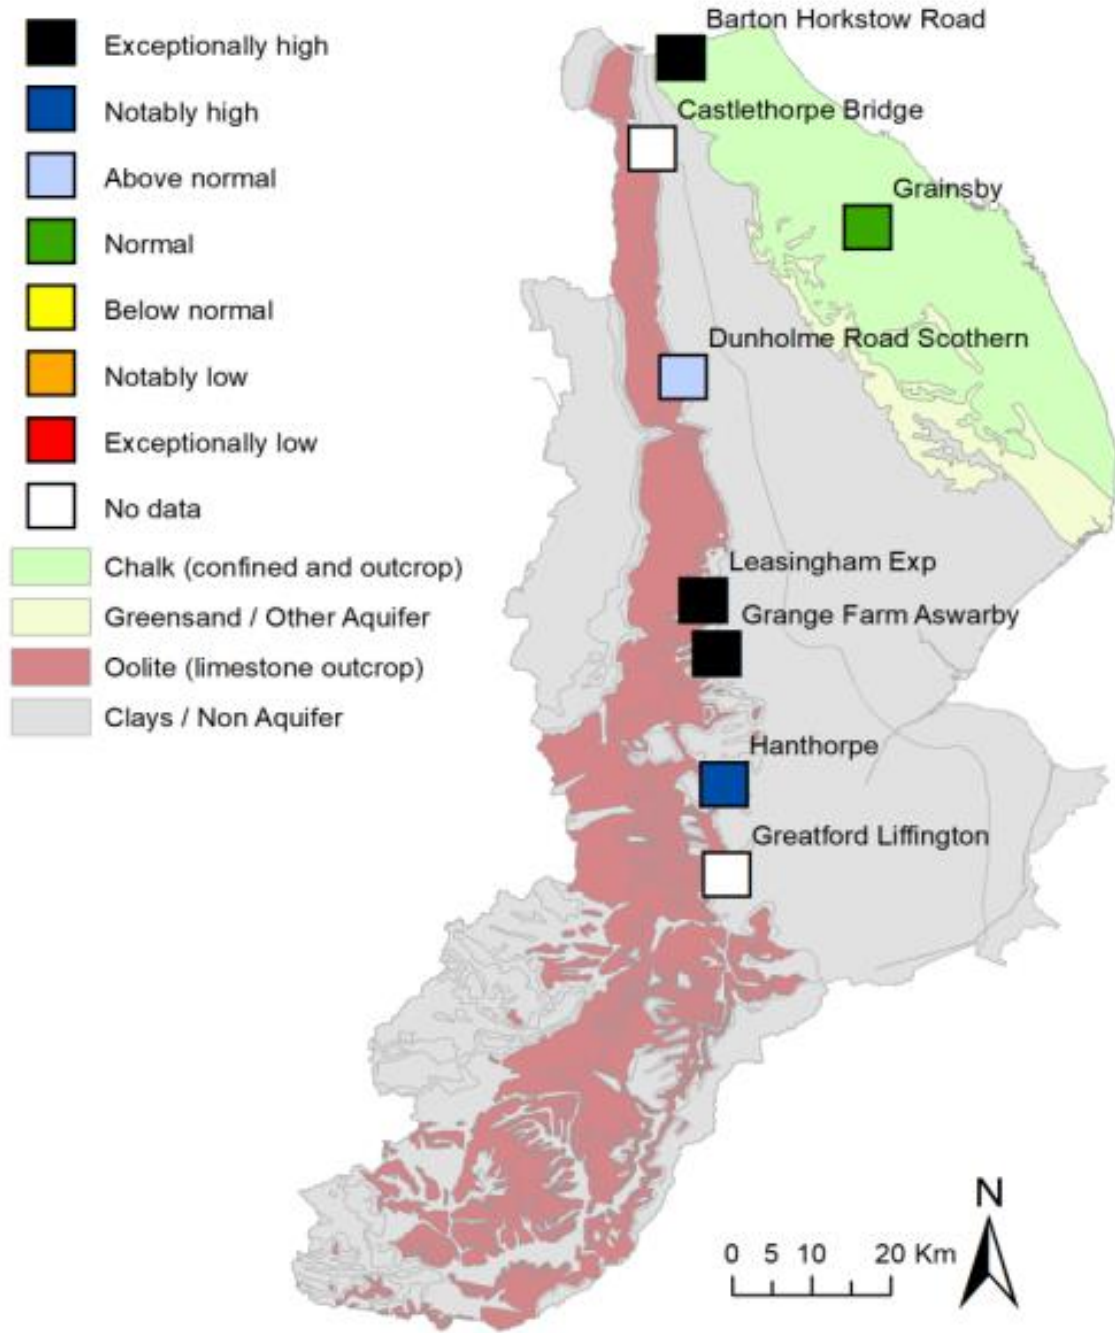 Exceptionally high
Notably high
Above normal
Normal
Below normal
Notably low
Exceptionally low
No data
Chalk (confined and outcrop)
Greensand / Other Aquifer
Oolite (limestone outcrop)
Clays / Non Aquifer
Barton Horkstow Road
Castlethorpe Bridge
Grainsby
Dunholme Road Scothern
Leasingham Exp
Grange Farm Aswarby
Hanthorpe
Greatford Liffington
N
0 5 10 20 Km